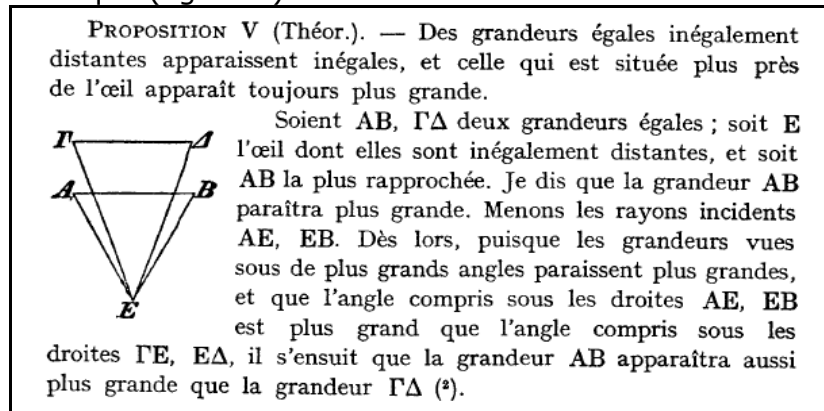 PROPOSITION V (Théor.). — Des grandeurs égales inégalement
distantes apparaissent inégales, et celle qui est située plus près
de l'œil apparaît toujours plus grande.
Soient AB, ΓΔ deux grandeurs égales ; soit E
l'œil dont elles sont inégalement distantes, et soit
AB la plus rapprochée. Je dis que la grandeur AB
paraîtra plus grande. Menons les rayons incidents
AE, EB. Dès lors, puisque les grandeurs vues
sous de plus grands angles paraissent plus grandes,
et que l'angle compris sous les droites AE, EB
est plus grand que l'angle compris sous les
droites ΓE, EΔ, il s'ensuit que la grandeur AB apparaîtra aussi
plus grande que la grandeur ΓΔ (²).
Γ Δ
A B
E